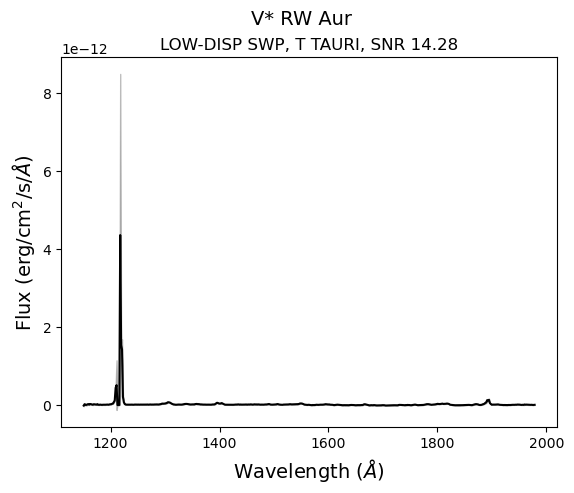 V* RW Aur
LOW-DISP SWP, T TAURI, SNR 14.28
1e−12
8
6
4
2
0
Flux (erg/cm²/s/Å)
1200 1400 1600 1800 2000
Wavelength (Å)